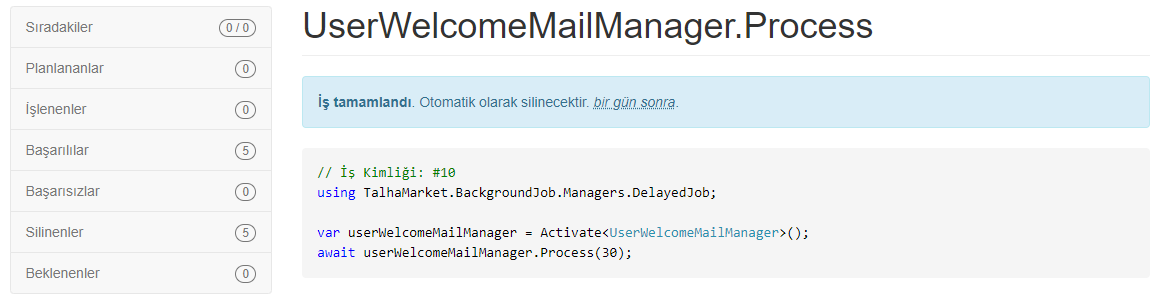 Sıradakiler 0 / 0
Planlananlar 0
İşlenenler 0
Başarılılar 5
Başarısızlar 0
Silinenler 5
Beklenenler 0
UserWelcomeMailManager.Process
İş tamamlandı. Otomatik olarak silinecektir. bir gün sonra.
// İş Kimliği: #10
using TalhaMarket.BackgroundJob.Managers.DelayedJob;
var userWelcomeMailManager = Activate<UserWelcomeMailManager>();
await userWelcomeMailManager.Process(30);